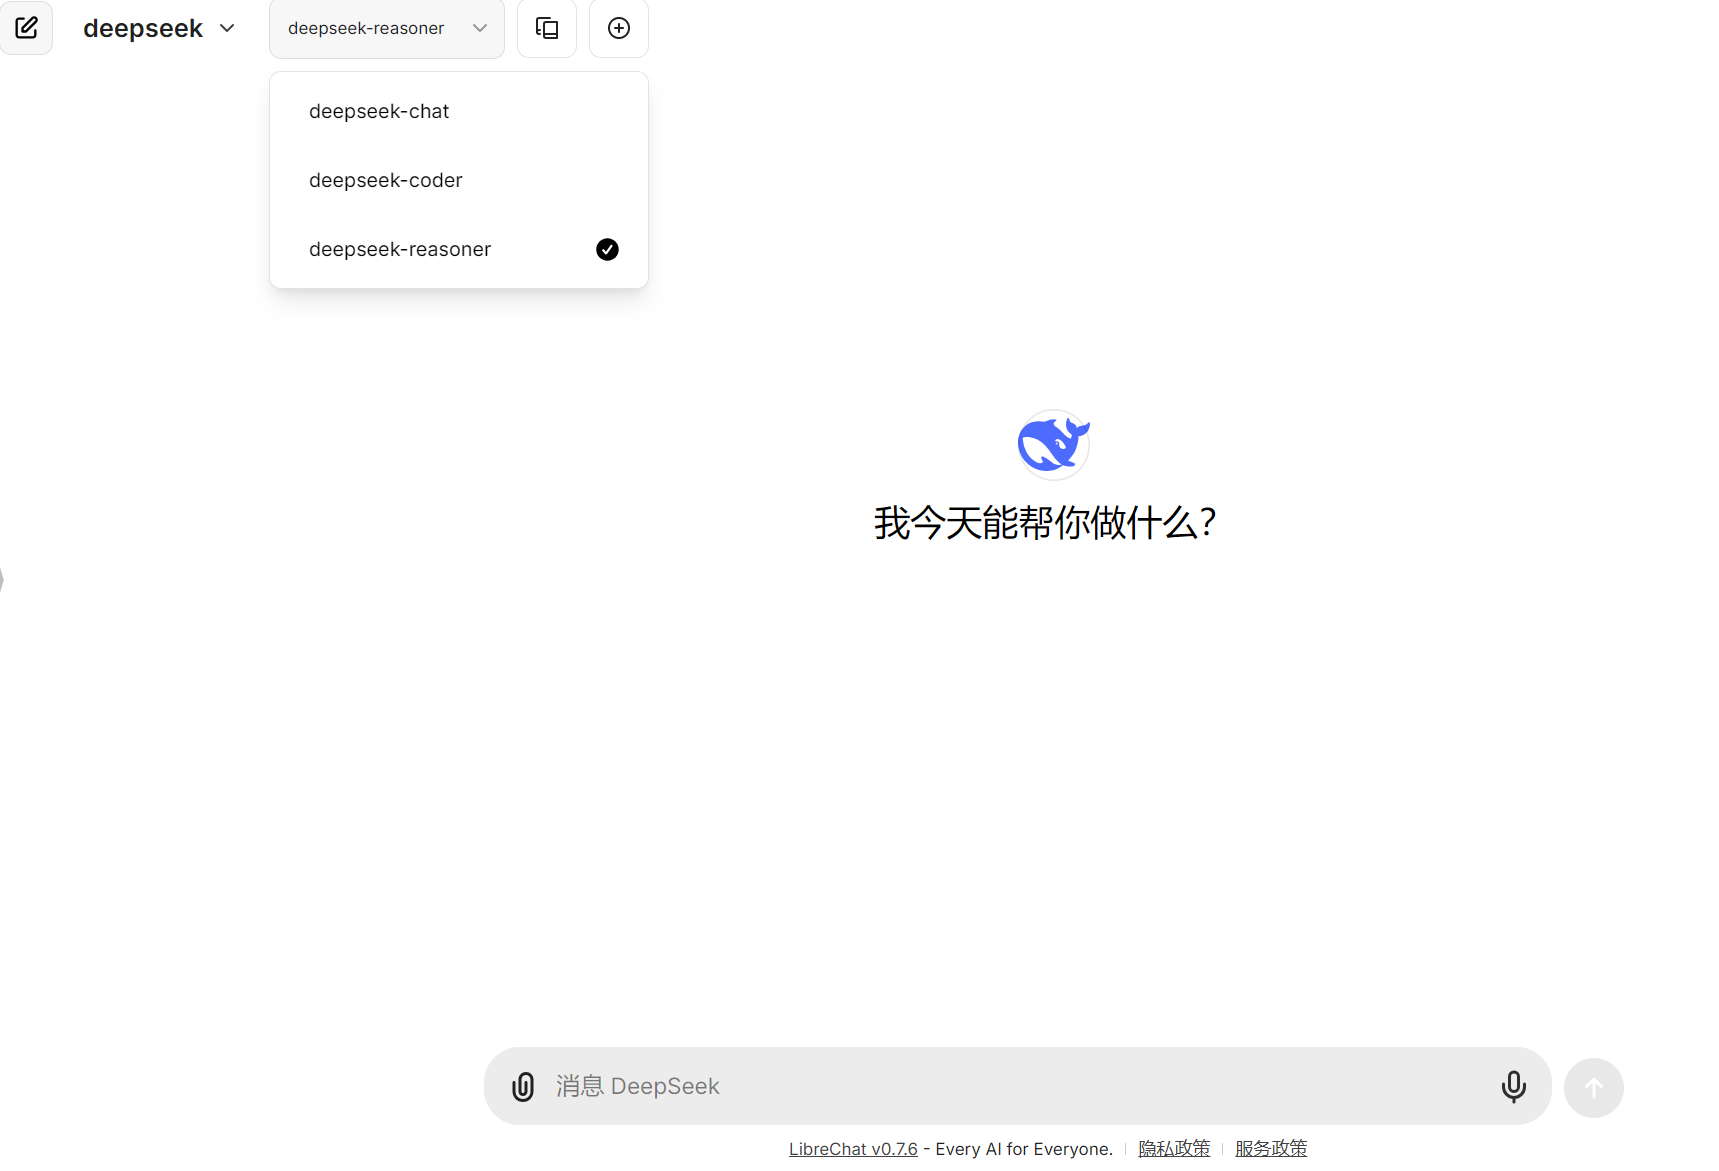 deepseek
deepseek-reasoner
deepseek-chat
deepseek-coder
deepseek-reasoner
我今天能帮你做什么？
消息 DeepSeek
LibreChat v0.7.6 - Every AI for Everyone. | 隐私政策 | 服务政策